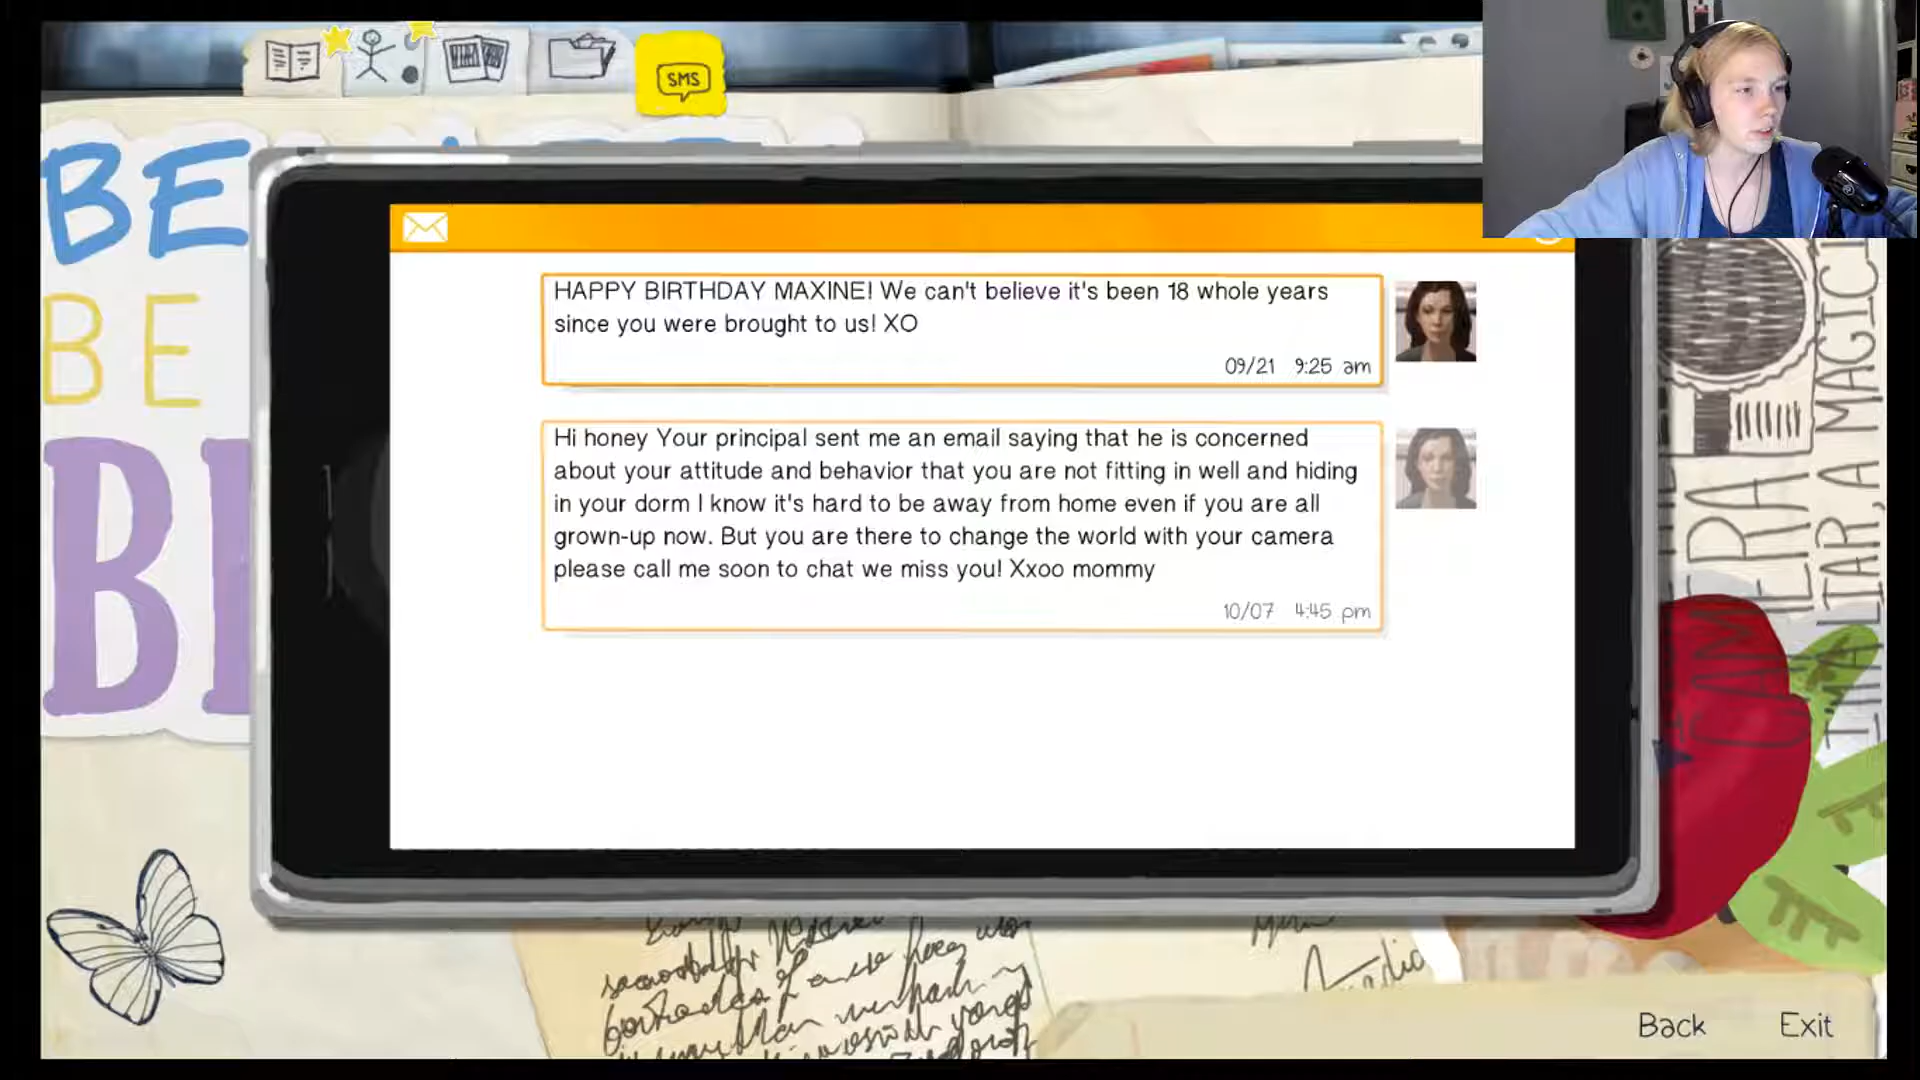 SMS
BE
BE
HAPPY BIRTHDAY MAXINE! We can't believe it's been 18 whole years
since you were brought to us! XO
09/21 9:25 am
Hi honey Your principal sent me an email saying that he is concerned
about your attitude and behavior that you are not fitting in well and hiding
in your dorm I know it's hard to be away from home even if you are all
grown-up now. But you are there to change the world with your camera
please call me soon to chat we miss you! Xxoo mommy
10/07 4:45 pm
CAMERA
Back
Exit